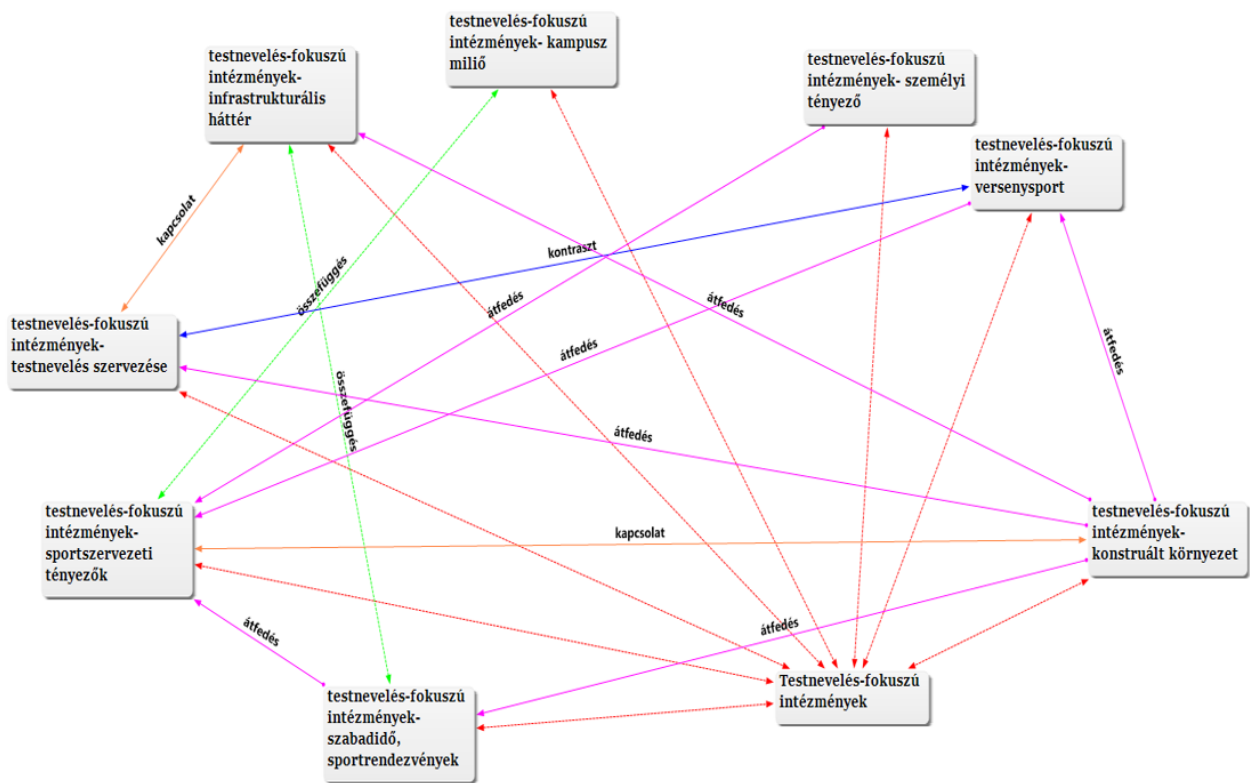 testnevelés-fokuszú
intézmények- kampusz
miliő
testnevelés-fokuszú
intézmények-
infrastrukturális
háttér
testnevelés-fokuszú
intézmények- személyi
tényező
testnevelés-fokuszú
intézmények-
versenysport
kapcsolat
kontraszt
összefüggés
átfedés
átfedés
testnevelés-fokuszú
intézmények-
testnevelés szervezése
átfedés
átfedés
összefüggés
átfedés
testnevelés-fokuszú
intézmények-
sportszervezeti
tényezők
kapcsolat
testnevelés-fokuszú
intézmények-
konstruált környezet
átfedés
átfedés
testnevelés-fokuszú
intézmények-
szabadidő,
sportrendezvények
Testnevelés-fokuszú
intézmények